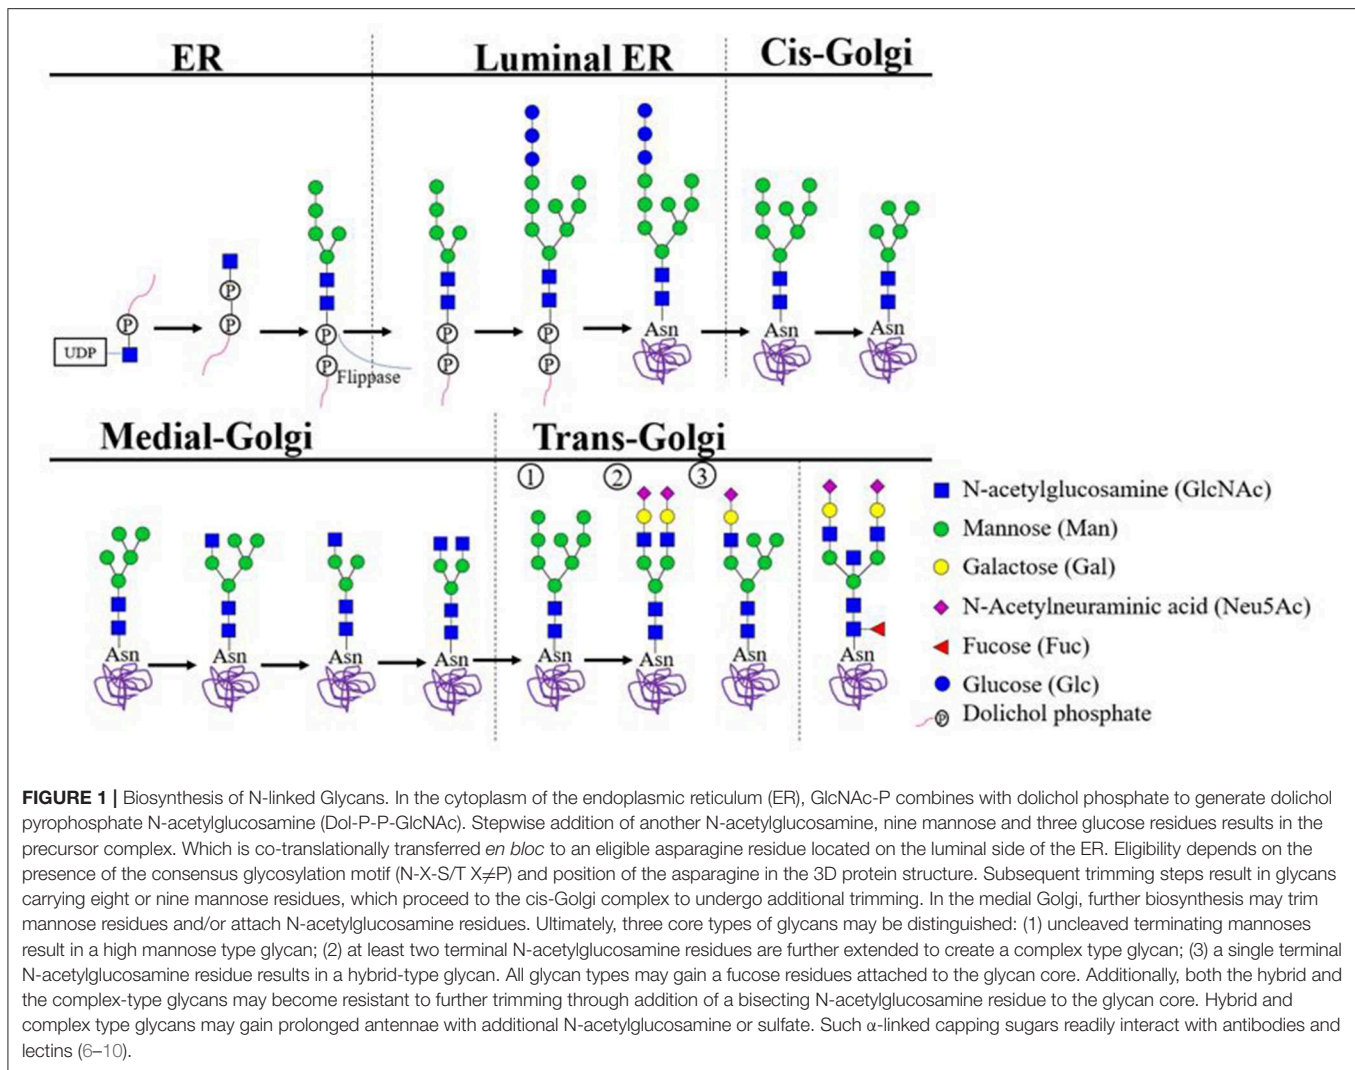 ER
Luminal ER
Cis-Golgi
P
P
P
UDP
P
P
Flippase
P
P
P
P
Asn
Asn
Asn
Medial-Golgi
Trans-Golgi
1
2
3
Asn
Asn
Asn
Asn
Asn
Asn
Asn
Asn
N-acetylglucosamine (GlcNAc)
Mannose (Man)
Galactose (Gal)
N-Acetylneuraminic acid (Neu5Ac)
Fucose (Fuc)
Glucose (Glc)
P Dolichol phosphate
FIGURE 1 | Biosynthesis of N-linked Glycans. In the cytoplasm of the endoplasmic reticulum (ER), GlcNAc-P combines with dolichol phosphate to generate dolichol
pyrophosphate N-acetylglucosamine (Dol-P-P-GlcNAc). Stepwise addition of another N-acetylglucosamine, nine mannose and three glucose residues results in the
precursor complex. Which is co-translationally transferred en bloc to an eligible asparagine residue located on the luminal side of the ER. Eligibility depends on the
presence of the consensus glycosylation motif (N-X-S/T X≠P) and position of the asparagine in the 3D protein structure. Subsequent trimming steps result in glycans
carrying eight or nine mannose residues, which proceed to the cis-Golgi complex to undergo additional trimming. In the medial Golgi, further biosynthesis may trim
mannose residues and/or attach N-acetylglucosamine residues. Ultimately, three core types of glycans may be distinguished: (1) uncleaved terminating mannoses
result in a high mannose type glycan; (2) at least two terminal N-acetylglucosamine residues are further extended to create a complex type glycan; (3) a single terminal
N-acetylglucosamine residue results in a hybrid-type glycan. All glycan types may gain a fucose residues attached to the glycan core. Additionally, both the hybrid and
the complex-type glycans may become resistant to further trimming through addition of a bisecting N-acetylglucosamine residue to the glycan core. Hybrid and
complex type glycans may gain prolonged antennae with additional N-acetylglucosamine or sulfate. Such α-linked capping sugars readily interact with antibodies and
lectins (6–10).